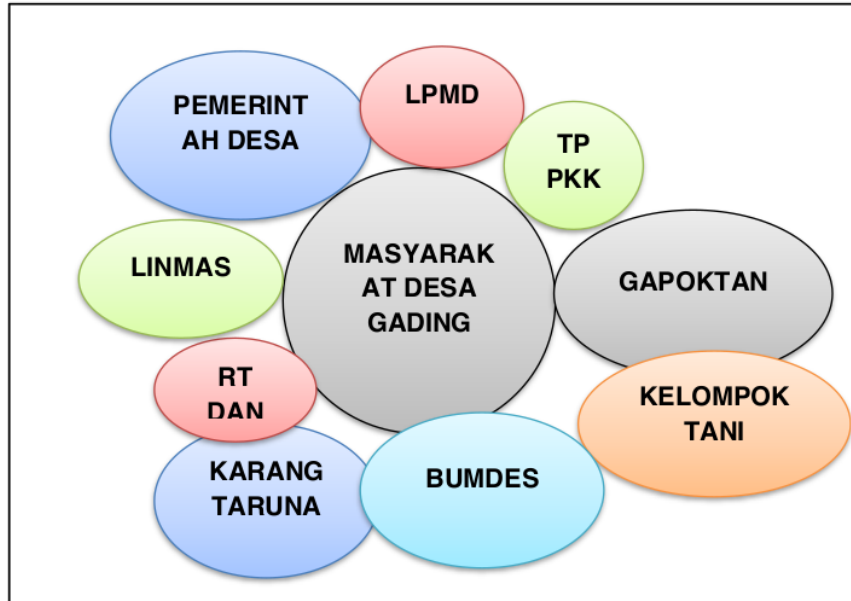 PEMERINT
AH DESA
LPMD
TP
PKK
LINMAS
MASYARAK
AT DESA
GADING
GAPOKTAN
RT
DAN
KELOMPOK
TANI
KARANG
TARUNA
BUMDES